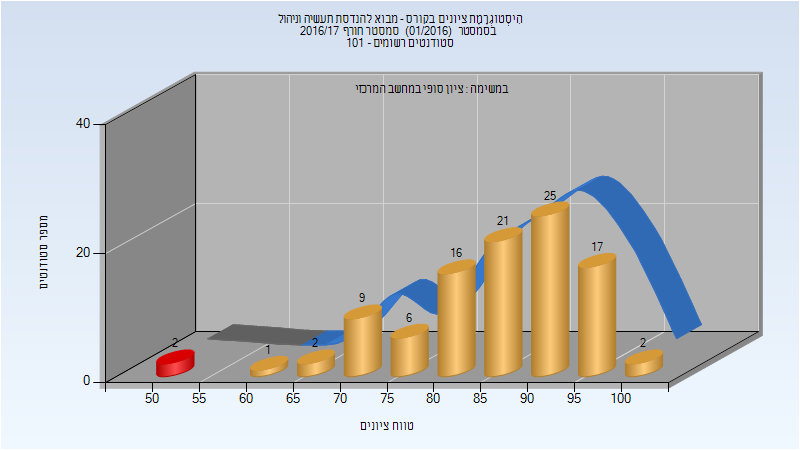 היסטוגרמת ציונים בקורס - מבוא להנדסת תעשיה וניהול
בסמסטר (01/2016) סמסטר חורף 2016/17
סטודנטים רשומים - 101
במשימה : ציון סופי במחשב המרכזי
מספר סטודנטים
40
20
0
2
1
2
9
6
16
21
25
17
2
50 55 60 65 70 75 80 85 90 95 100
טווח ציונים